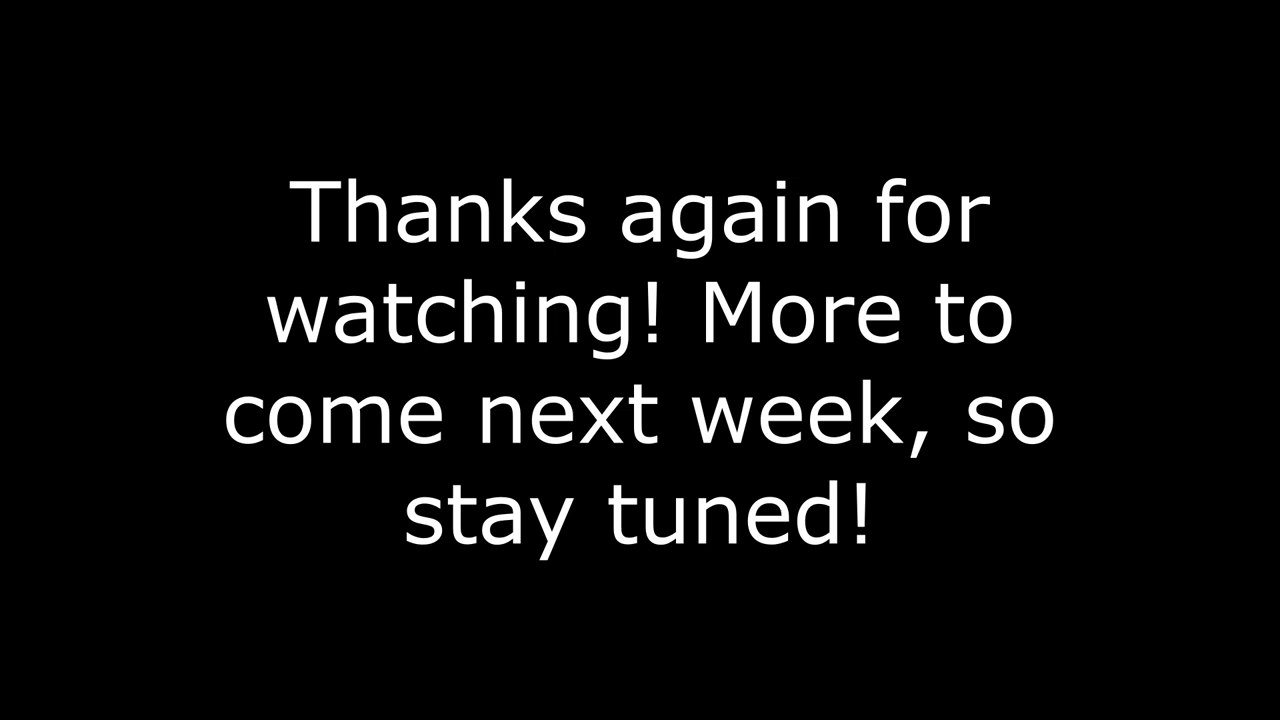 Thanks again for
watching! More to
come next week, so
stay tuned!